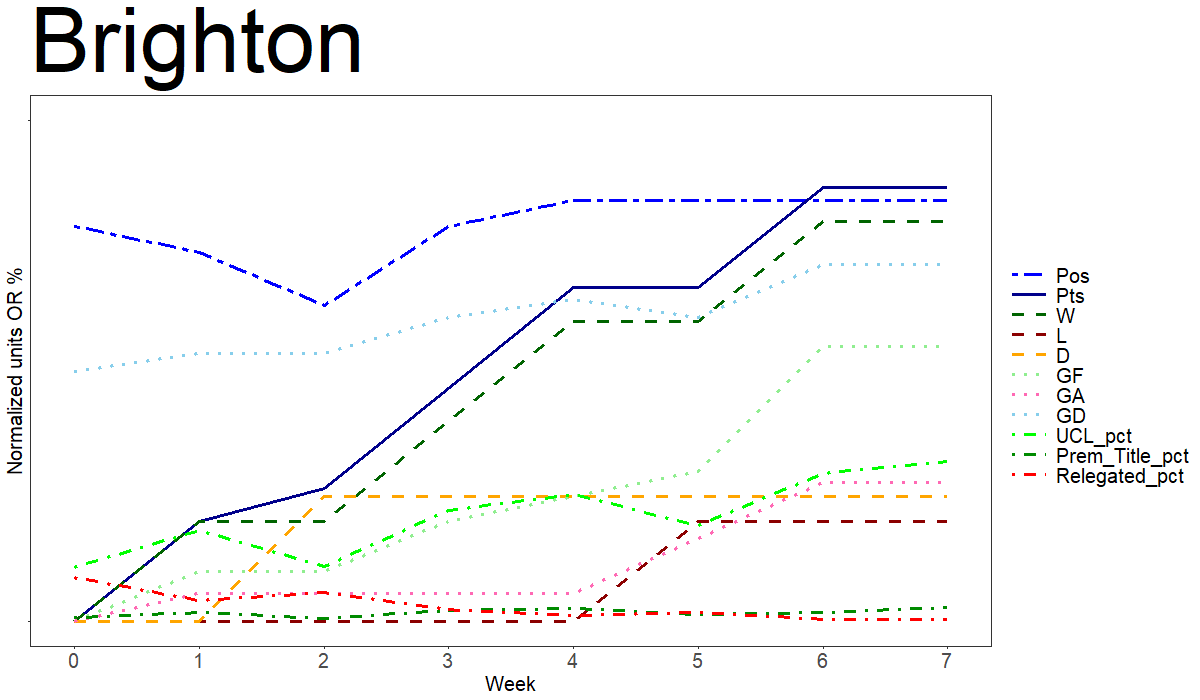 Brighton
Normalized units OR %
0 1 2 3 4 5 6 7
Week
Pos
Pts
W
L
D
GF
GA
GD
UCL_pct
Prem_Title_pct
Relegated_pct